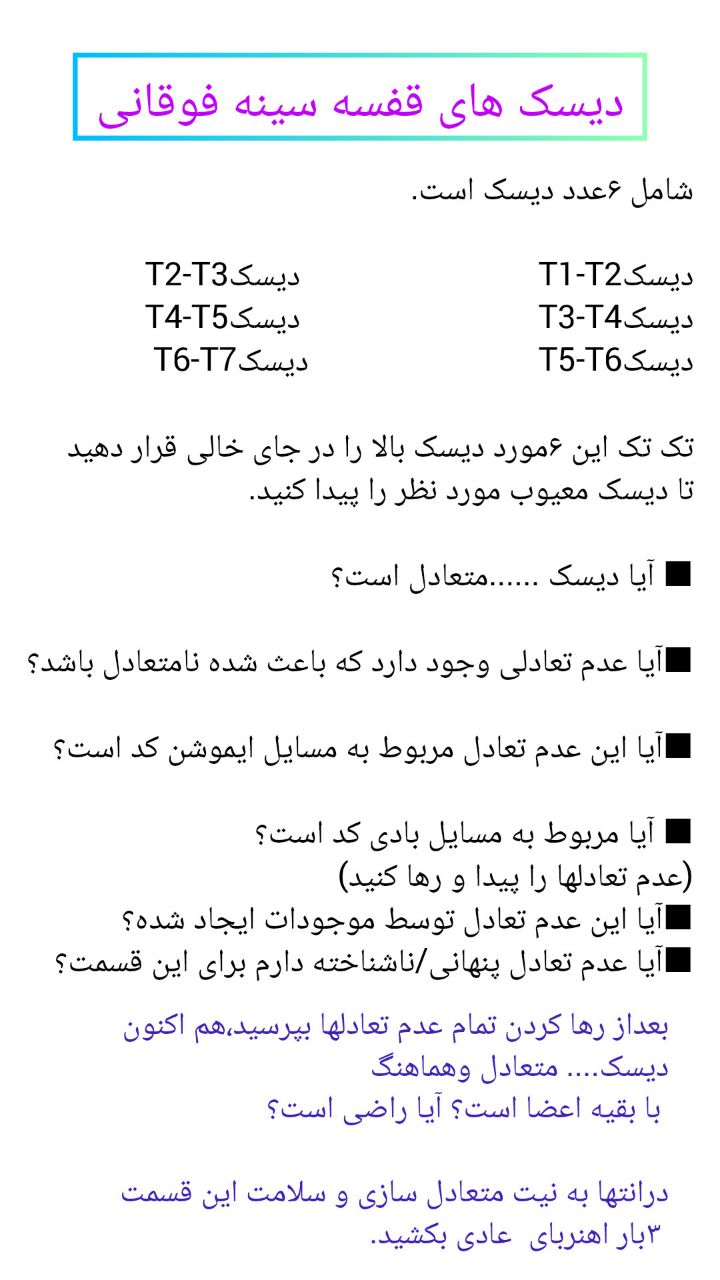 دیسک های قفسه سینه فوقانی
شامل ۶عدد دیسک است.
دیسکT1-T2 دیسکT2-T3
دیسکT3-T4 دیسکT4-T5
دیسکT5-T6 دیسکT6-T7
تک تک این ۶مورد دیسک بالا را در جای خالی قرار دهید
تا دیسک معیوب مورد نظر را پیدا کنید.
■ آیا دیسک ......متعادل است؟
■آیا عدم تعادلی وجود دارد که باعث شده نامتعادل باشد؟
■آیا این عدم تعادل مربوط به مسایل ایموشن کد است؟
■ آیا مربوط به مسایل بادی کد است؟
(عدم تعادلها را پیدا و رها کنید)
■آیا این عدم تعادل توسط موجودات ایجاد شده؟
■آیا عدم تعادل پنهانی/ناشناخته دارم برای این قسمت؟
بعداز رها کردن تمام عدم تعادلها بپرسید،هم اکنون
دیسک.... متعادل وهماهنگ
با بقیه اعضا است؟ آیا راضی است؟
درانتها به نیت متعادل سازی و سلامت این قسمت
۳بار اهنربای عادی بکشید.